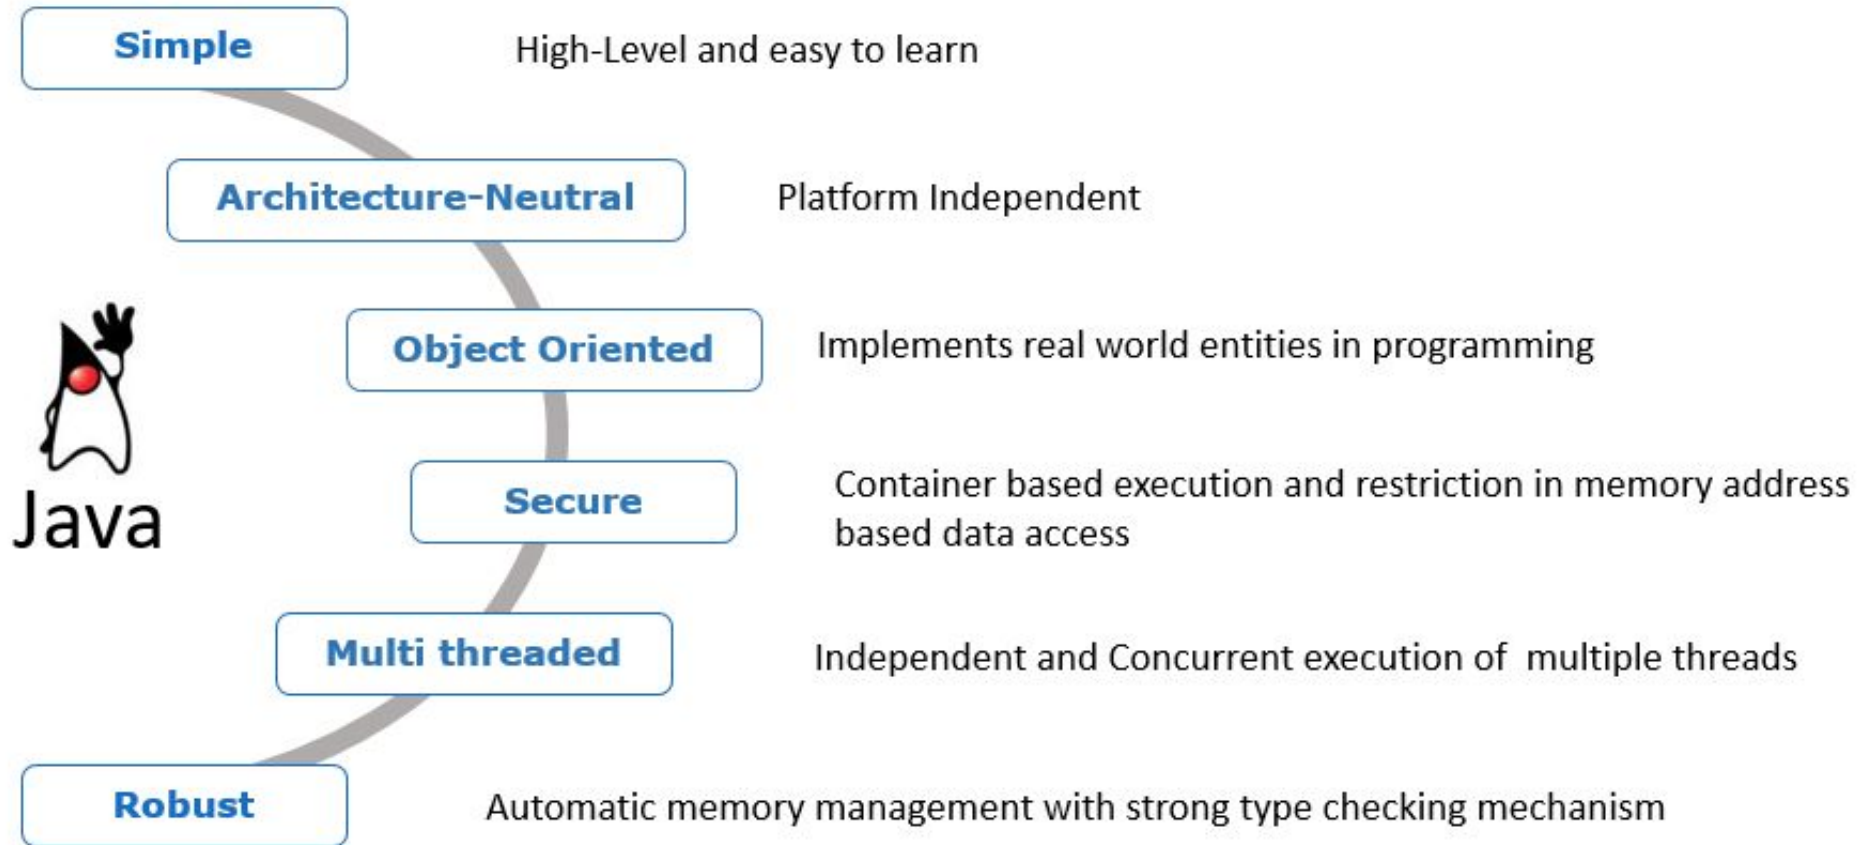 Simple
High-Level and easy to learn
Architecture-Neutral
Platform Independent
Object Oriented
Implements real world entities in programming
Java
Secure
Container based execution and restriction in memory address
based data access
Multi threaded
Independent and Concurrent execution of  multiple threads
Robust
Automatic memory management with strong type checking mechanism